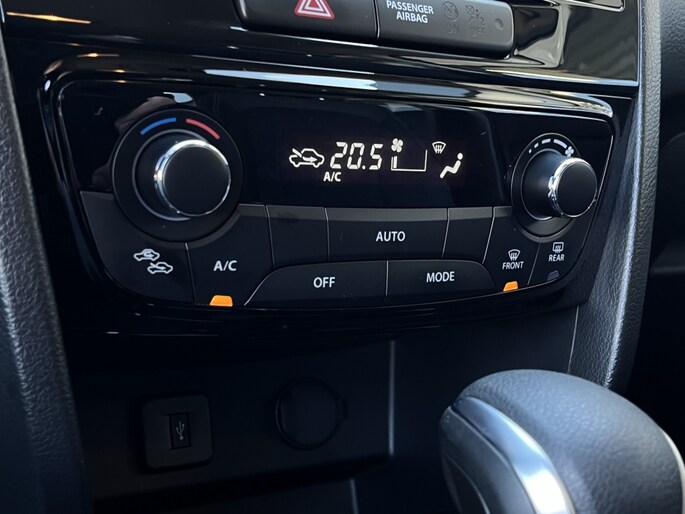 PASSENGER
AIRBAG
20.5
A/C
AUTO
A/C
OFF
MODE
FRONT
REAR